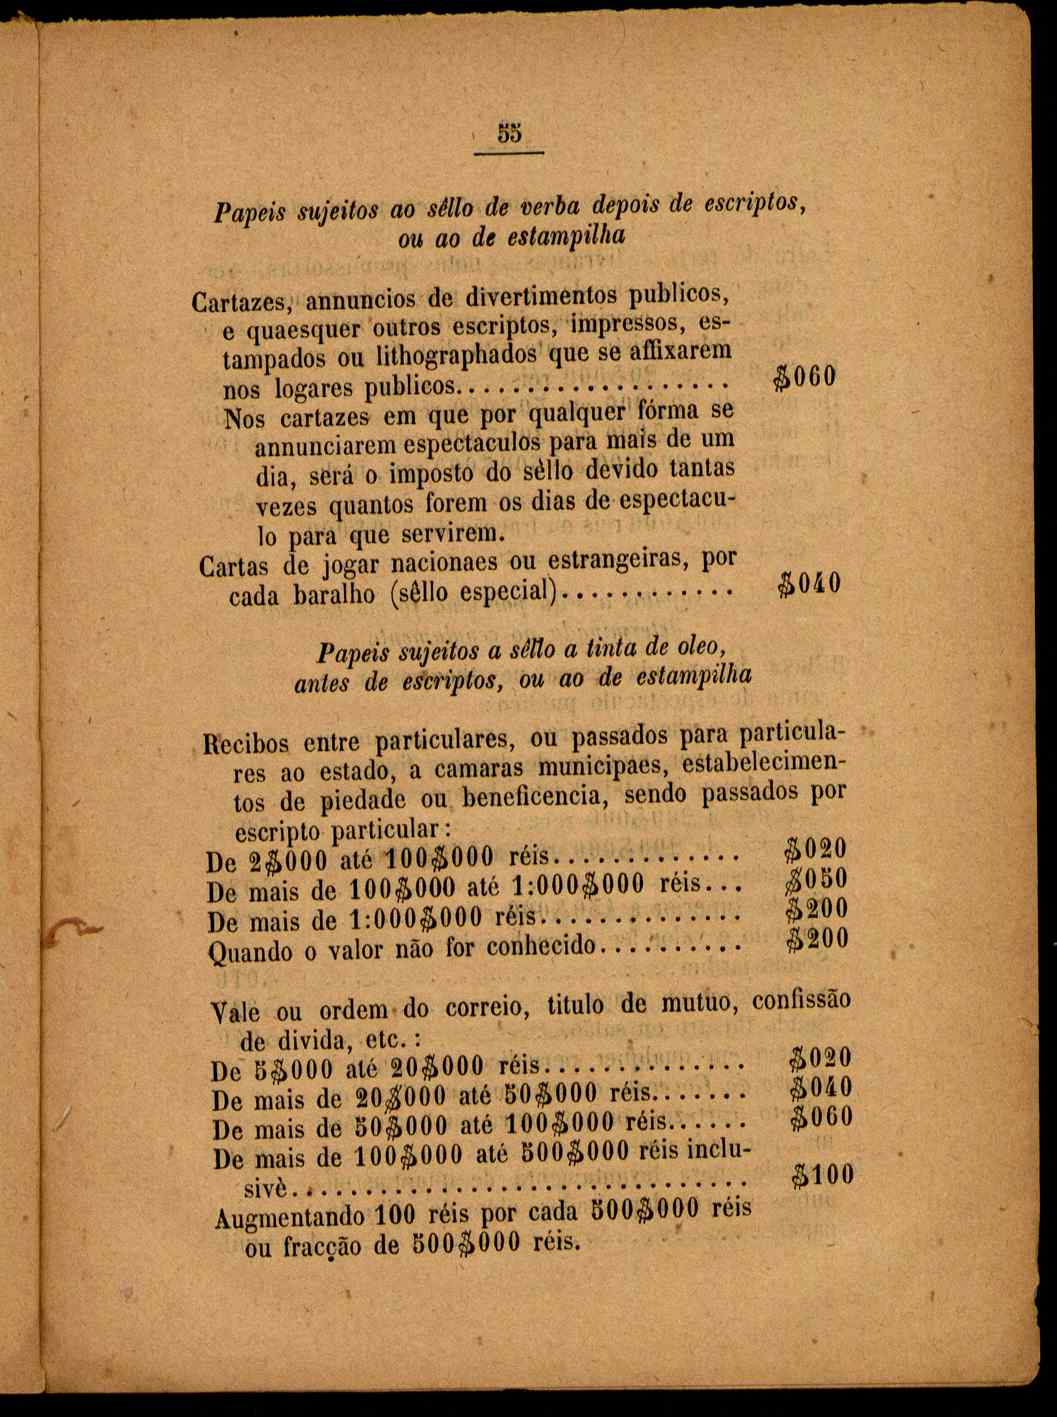 55
Papeis sujeitos ao sêllo de verba depois de escriptos,
ou ao de estampilha
Cartazes, annuncios de divertimentos publicos,
e quaesquer outros escriptos, impressos, es-
tampados ou lithographados que se affixarem
nos logares publicos................... $060
Nos cartazes em que por qualquer fórma se
annunciarem espectaculos para mais de um
dia, será o imposto do sêllo devido tantas
vezes quantos forem os dias de espectacu-
lo para que servirem.
Cartas de jogar nacionaes ou estrangeiras, por
cada baralho (sêllo especial)............ $040
Papeis sujeitos a sêllo a tinta de oleo,
antes de escriptos, ou ao de estampilha
Recibos entre particulares, ou passados para particula-
res ao estado, a camaras municipaes, estabelecimen-
tos de piedade ou beneficencia, sendo passados por
escripto particular:
De 2$000 até 100$000 réis............. $020
De mais de 100$000 até 1:000$000 réis... $050
De mais de 1:000$000 réis.............. $200
Quando o valor não for conhecido.......... $200
Vale ou ordem do correio, titulo de mutuo, confissão
de divida, etc.:
De 5$000 até 20$000 réis.............. $020
De mais de 20$000 até 50$000 réis....... $040
De mais de 50$000 até 100$000 réis...... $060
De mais de 100$000 até 500$000 réis inclu-
sivè............................... $100
Augmentando 100 réis por cada 500$000 réis
ou fracção de 500$000 réis.